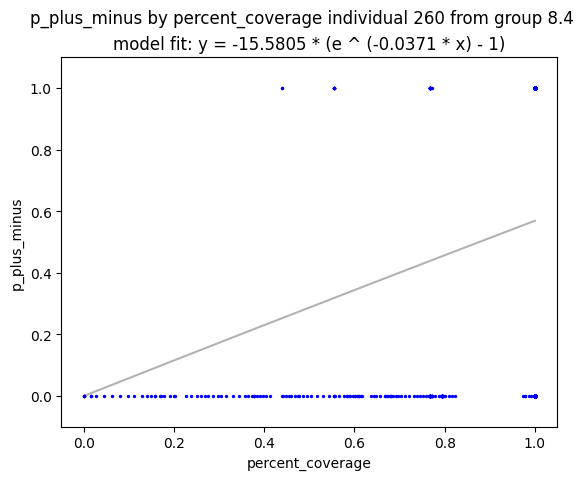 p_plus_minus by percent_coverage individual 260 from group 8.4
model fit: y = -15.5805 * (e ^ (-0.0371 * x) - 1)
1.0
0.8
0.6
0.4
0.2
0.0
p_plus_minus
0.0 0.2 0.4 0.6 0.8 1.0
percent_coverage